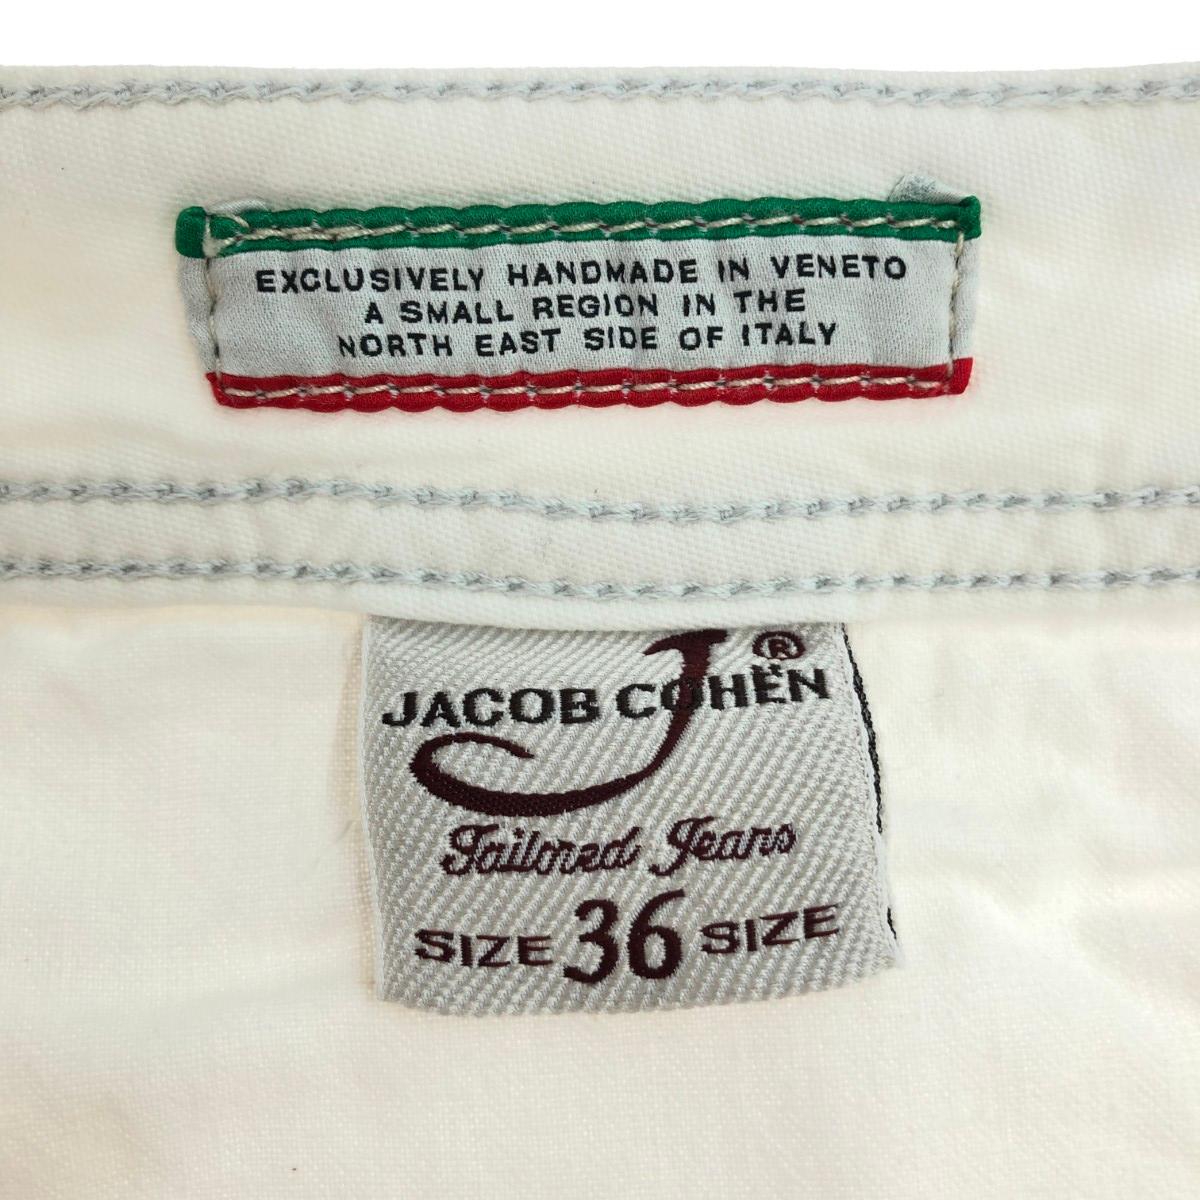 EXCLUSIVELY HANDMADE IN VENETO
A SMALL REGION IN THE
NORTH EAST SIDE OF ITALY
J ®
JACOB COHËN
Tailored Jeans
SIZE 36 SIZE